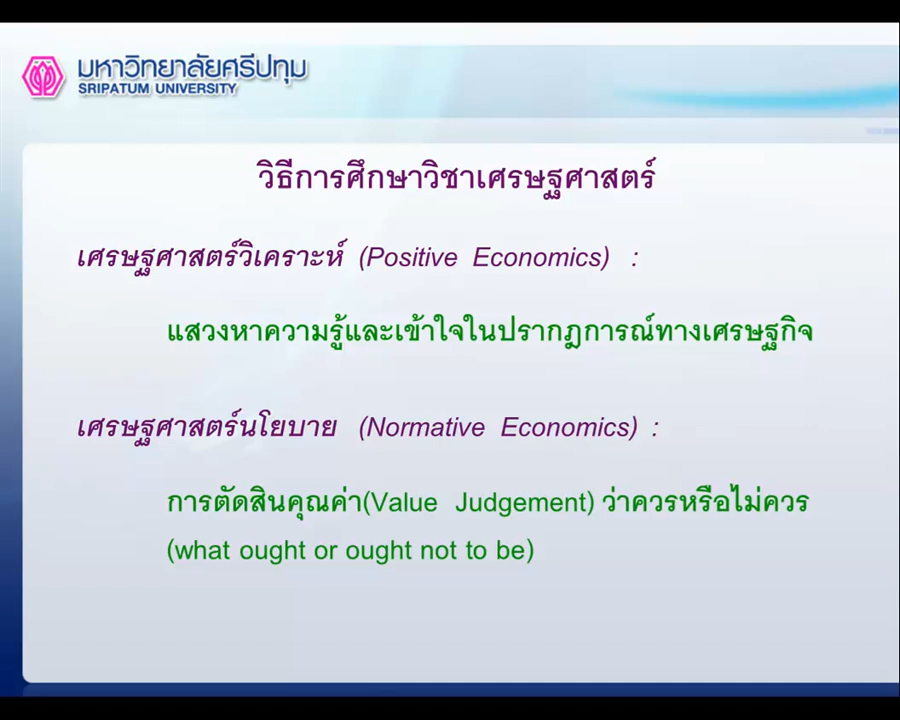 มหาวิทยาลัยศรีปทุม
SRIPATUM UNIVERSITY
วิธีการศึกษาวิชาเศรษฐศาสตร์
เศรษฐศาสตร์วิเคราะห์ (Positive Economics) :
แสวงหาความรู้และเข้าใจในปรากฏการณ์ทางเศรษฐกิจ
เศรษฐศาสตร์นโยบาย (Normative Economics) :
การตัดสินคุณค่า(Value Judgement) ว่าควรหรือไม่ควร
(what ought or ought not to be)